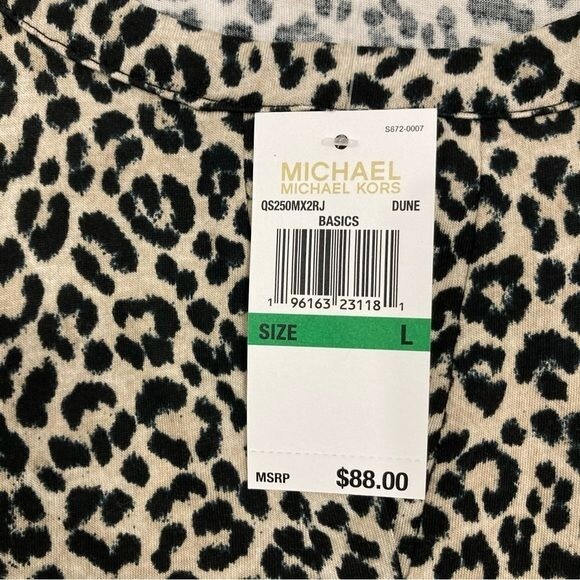 S872-0007
MICHAEL
MICHAEL KORS
QS250MX2RJ DUNE
BASICS
1 96163 23118 1
SIZE L
MSRP $88.00